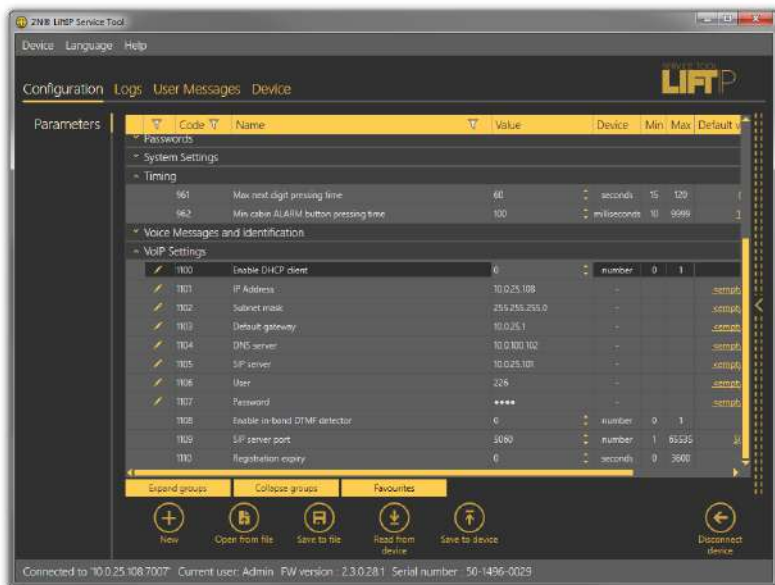 2N® LiftIP Service Tool
Device Language Help
SERVICE TOOL
LIFTIP
Configuration Logs User Messages Device
Parameters
Code Name Value Device Min Max Default v
Passwords
System Settings
Timing
961 Max next digit pressing time 60 seconds 15 120
962 Min cabin ALARM button pressing time 100 milliseconds 10 9999
Voice Messages and Identification
VoIP Settings
1100 Enable DHCP client 0 number 0 1
1101 IP Address 10.0.25.108 - <empty
1102 Subnet mask 255.255.255.0 - <empty
1103 Default gateway 10.0.25.1 - <empty
1104 DNS server 10.0.100.102 - <empty
1105 SIP server 10.0.25.101 - <empty
1106 User 226 - <empty
1107 Password •••• - <empty
1108 Enable in-band DTMF detector 0 number 0 1
1109 SIP server port 5060 number 1 65535
1110 Registration expiry 0 seconds 0 3600
Expand groups Collapse groups Favourites
New Open from file Save to file Read from device Save to device Disconnect device
Connected to '10.0.25.108:7007' Current user: Admin FW version : 2.3.0.28.1 Serial number : 50-1496-0029